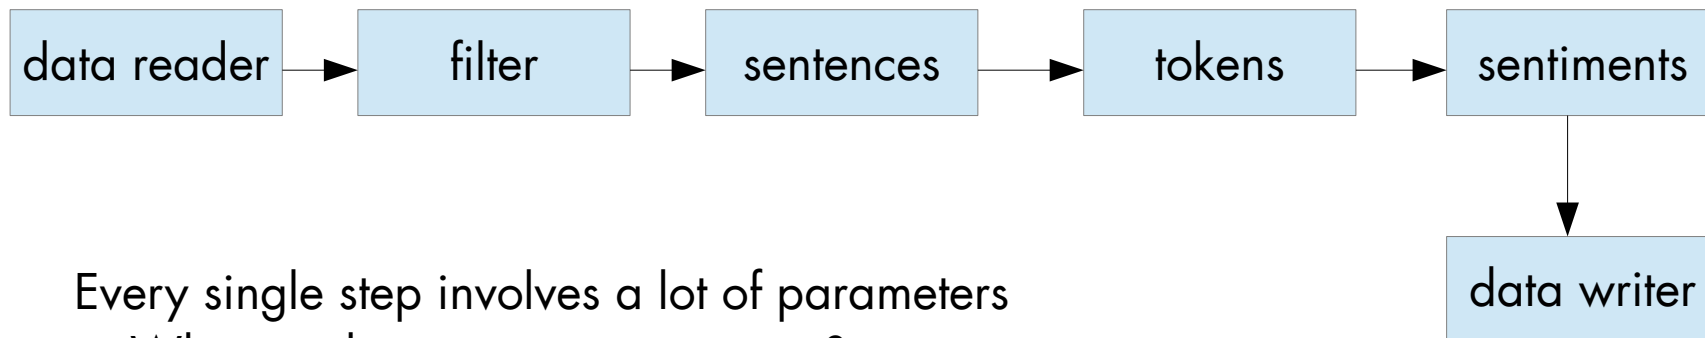 data reader
filter
sentences
tokens
sentiments
data writer
Every single step involves a lot of parameters